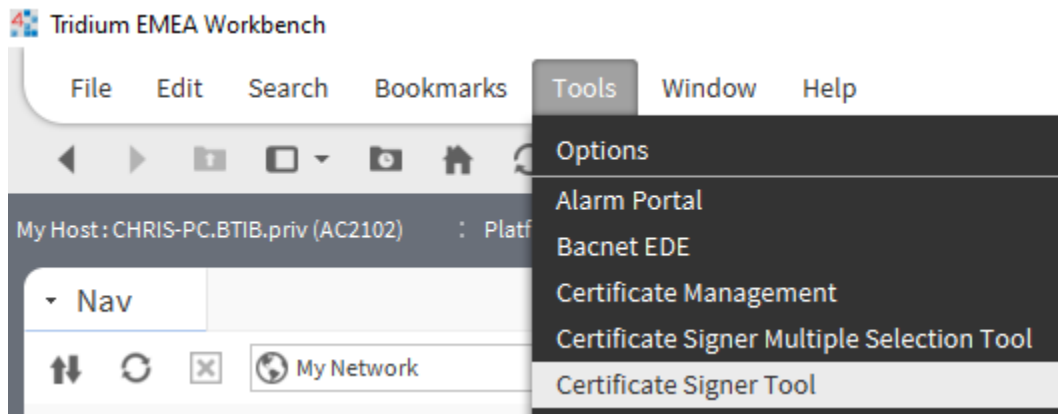 Tridium EMEA Workbench
File Edit Search Bookmarks Tools Window Help
Options
Alarm Portal
My Host : CHRIS-PC.BTIB.priv (AC2102) : Platf
Bacnet EDE
Nav
Certificate Management
Certificate Signer Multiple Selection Tool
My Network
Certificate Signer Tool